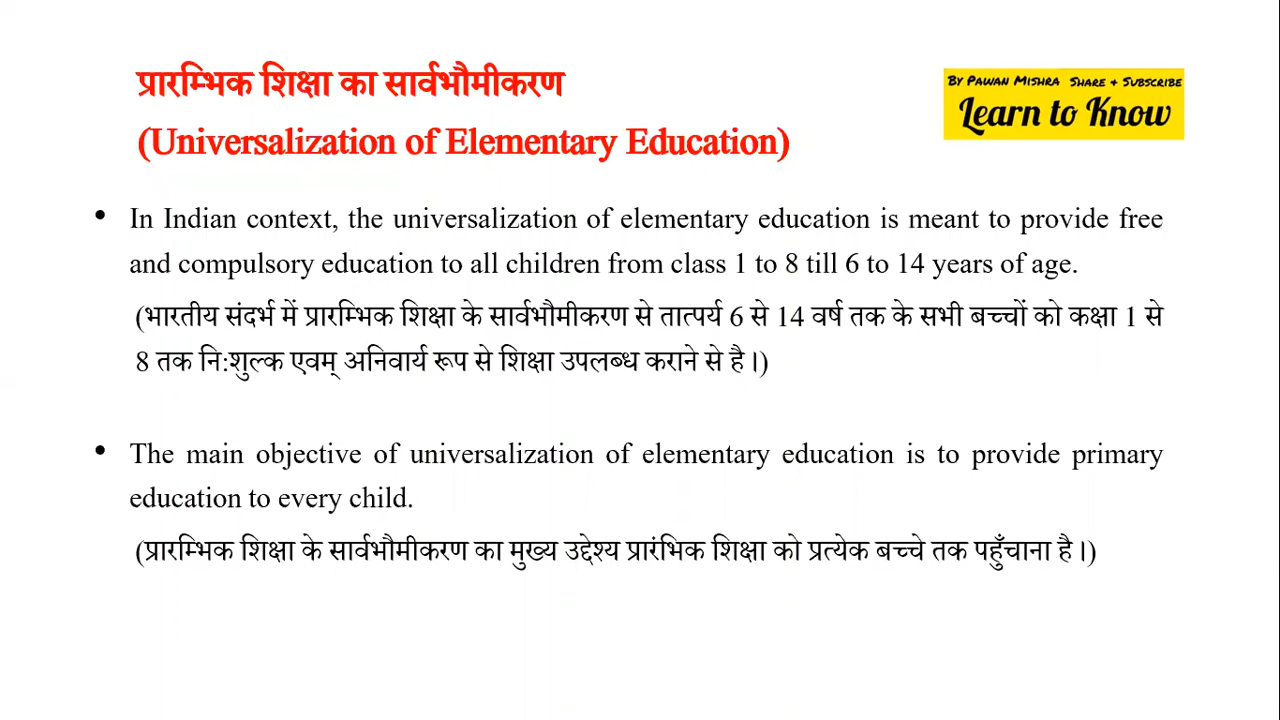 प्रारम्भिक शिक्षा का सार्वभौमीकरण
(Universalization of Elementary Education)
By Pawan Mishra Share + Subscribe
Learn to Know
• In Indian context, the universalization of elementary education is meant to provide free
and compulsory education to all children from class 1 to 8 till 6 to 14 years of age.
(भारतीय संदर्भ में प्रारम्भिक शिक्षा के सार्वभौमीकरण से तात्पर्य 6 से 14 वर्ष तक के सभी बच्चों को कक्षा 1 से
8 तक नि:शुल्क एवम् अनिवार्य रूप से शिक्षा उपलब्ध कराने से है।)
• The main objective of universalization of elementary education is to provide primary
education to every child.
(प्रारम्भिक शिक्षा के सार्वभौमीकरण का मुख्य उद्देश्य प्रारंभिक शिक्षा को प्रत्येक बच्चे तक पहुँचाना है।)